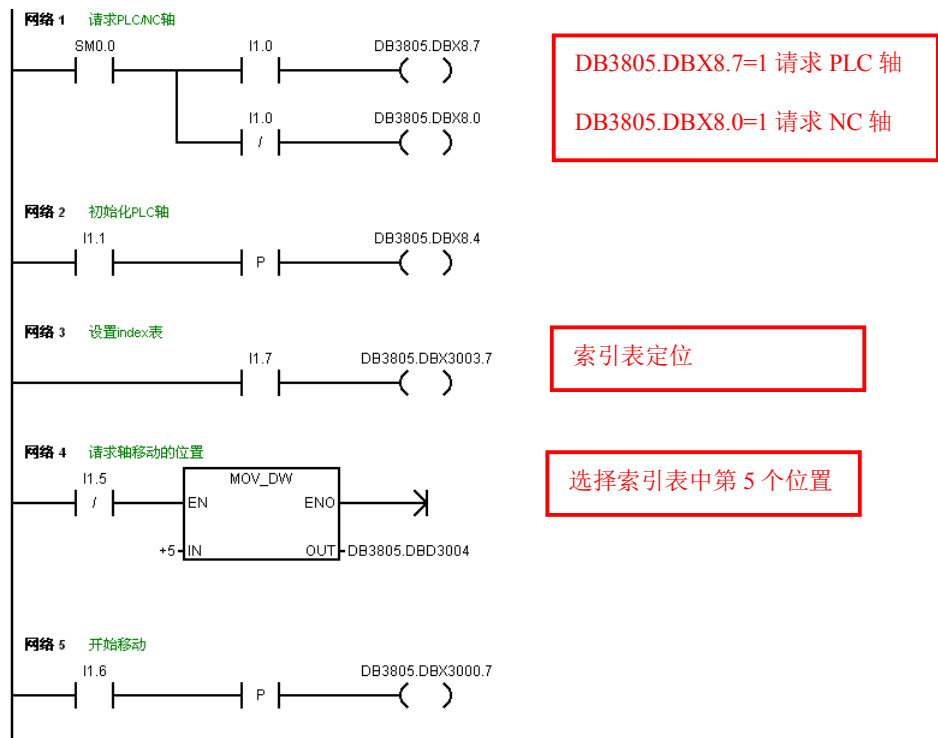 网络 1 请求PLC/NC轴
SM0.0 I1.0 DB3805.DBX8.7
I1.0 DB3805.DBX8.0
/
DB3805.DBX8.7=1 请求 PLC 轴
DB3805.DBX8.0=1 请求 NC 轴
网络 2 初始化PLC轴
I1.1 DB3805.DBX8.4
P
网络 3 设置index表
I1.7 DB3805.DBX3003.7
索引表定位
网络 4 请求轴移动的位置
I1.5 MOV_DW
/ EN ENO
+5 IN OUT DB3805.DBD3004
选择索引表中第 5 个位置
网络 5 开始移动
I1.6 DB3805.DBX3000.7
P